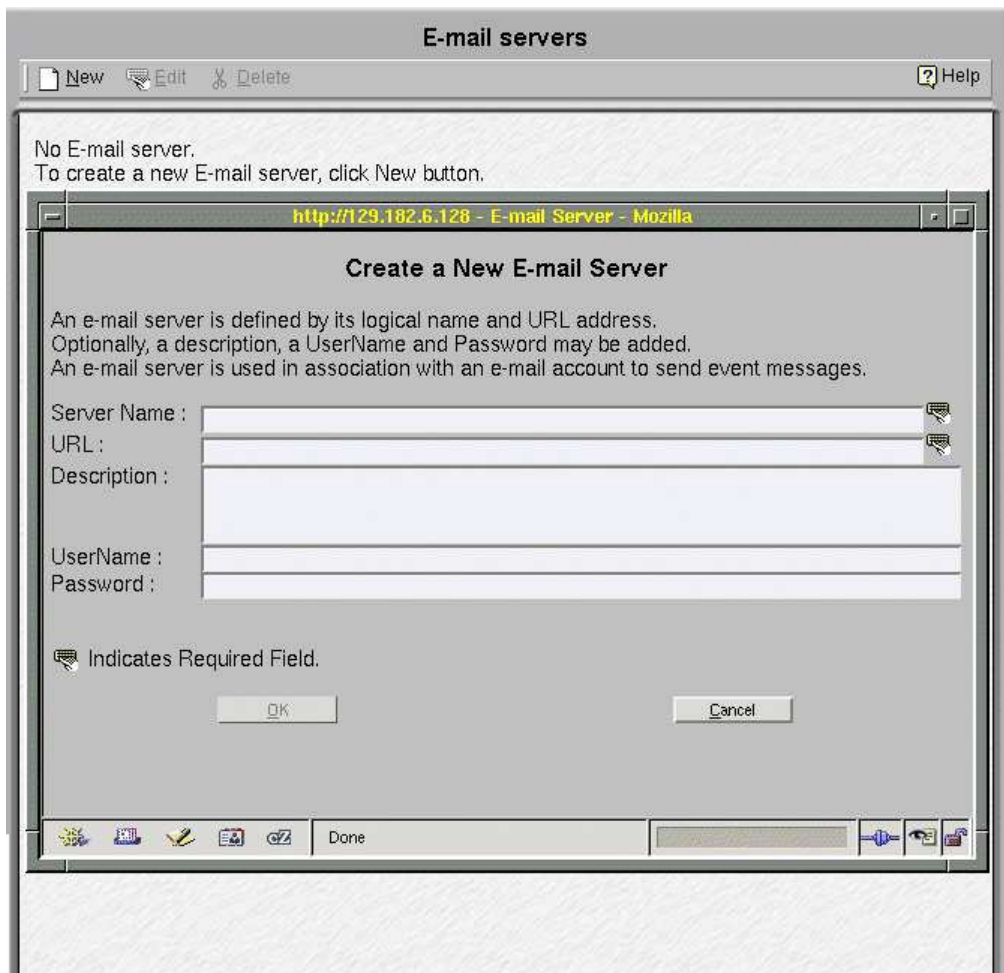 E-mail servers
New Edit Delete Help
No E-mail server.
To create a new E-mail server, click New button.
http://129.182.6.128 - E-mail Server - Mozilla
Create a New E-mail Server
An e-mail server is defined by its logical name and URL address.
Optionally, a description, a UserName and Password may be added.
An e-mail server is used in association with an e-mail account to send event messages.
Server Name :
URL :
Description :
UserName :
Password :
Indicates Required Field.
OK Cancel
Done